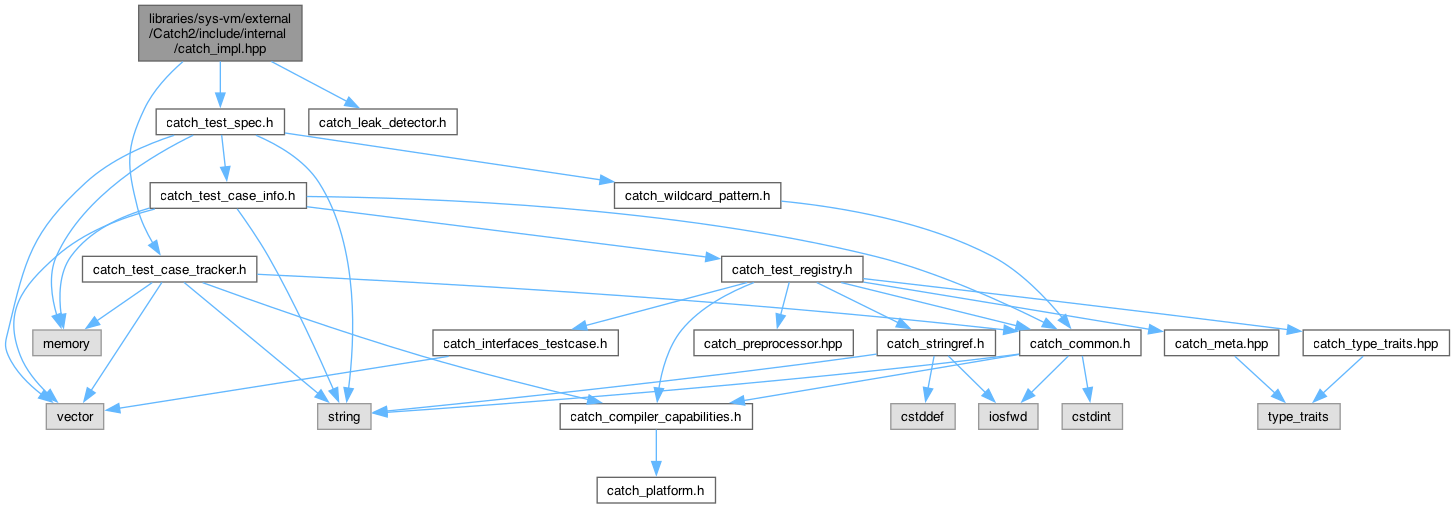 libraries/sys-vm/external
/Catch2/include/internal
/catch_impl.hpp
catch_test_spec.h
catch_leak_detector.h
catch_test_case_info.h
catch_wildcard_pattern.h
catch_test_case_tracker.h
catch_test_registry.h
memory
catch_interfaces_testcase.h
catch_preprocessor.hpp
catch_stringref.h
catch_common.h
catch_meta.hpp
catch_type_traits.hpp
vector
string
catch_compiler_capabilities.h
cstddef
iosfwd
cstdint
type_traits
catch_platform.h